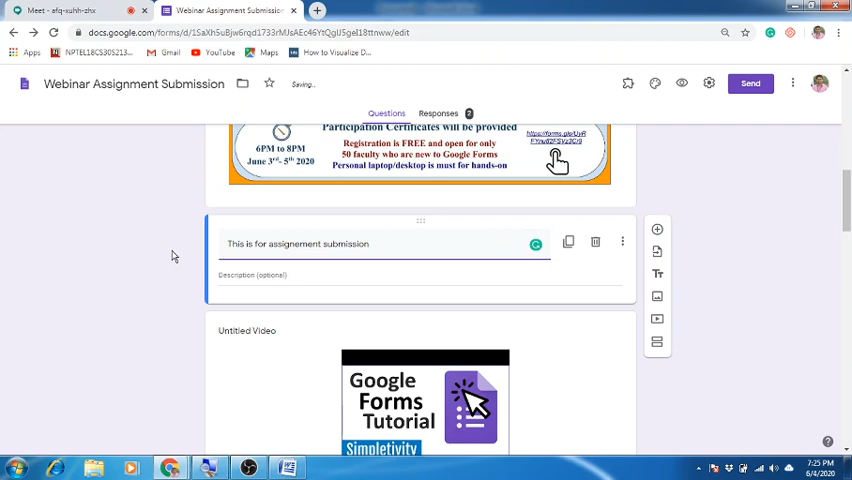 Meet - afq-xuhh-zhx
Webinar Assignment Submission
docs.google.com/forms/d/1SaXh5uBjw6rqd1733rMJsAEc46YtQglJ5gel18ttnww/edit
Apps
NPTEL18CS30S213...
Gmail
YouTube
Maps
How to Visualize D...
Webinar Assignment Submission
Saving...
Send
Questions
Responses 2
Participation Certificates will be provided
6PM to 8PM
June 3rd- 5th 2020
Registration is FREE and open for only
50 faculty who are new to Google Forms
Personal laptop/desktop is must for hands-on
This is for assignement submission
Description (optional)
Untitled Video
Google
Forms
Tutorial
Simpletivity
7:25 PM
6/4/2020